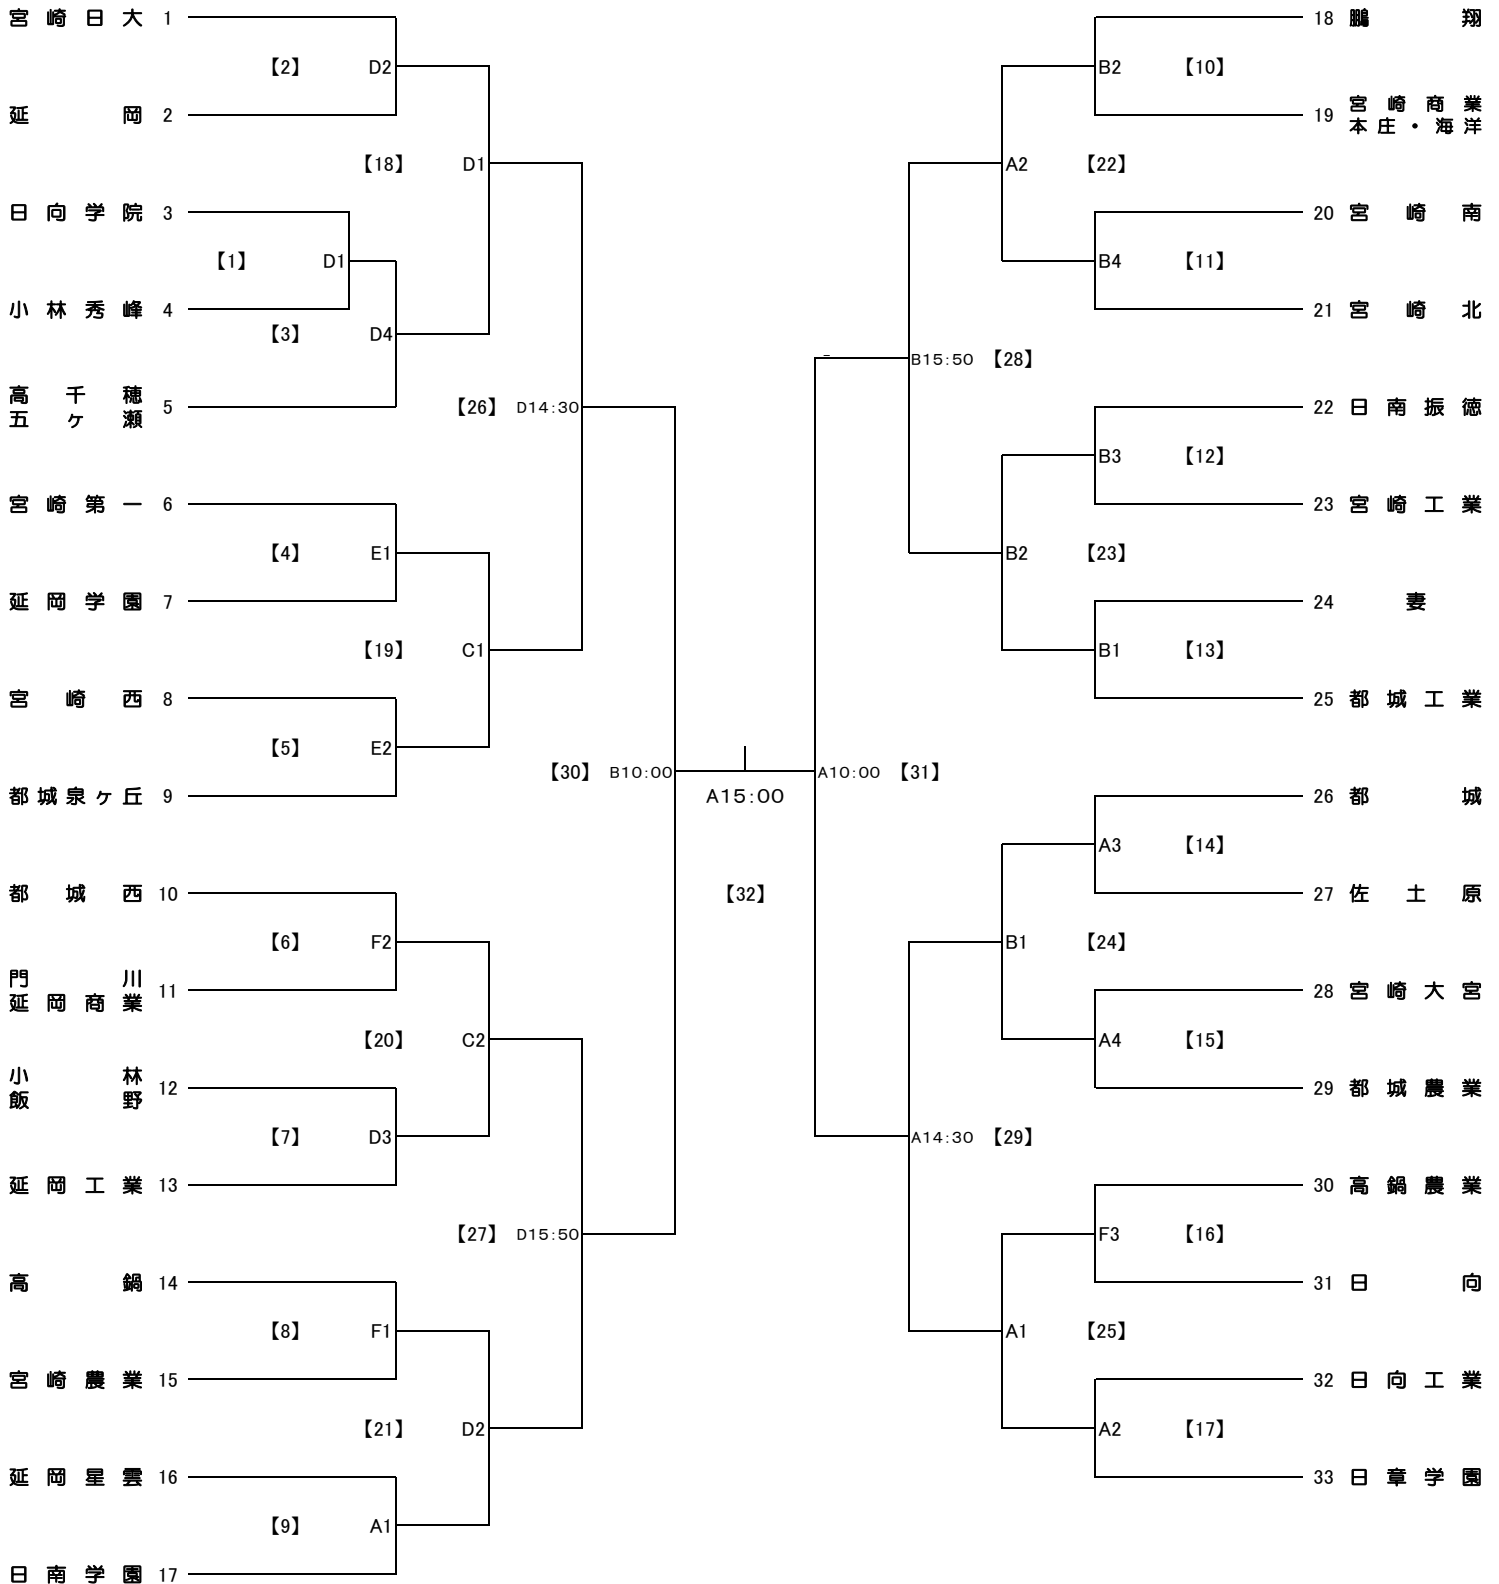 宮崎日大 1
【2】 D2
延岡 2
【18】 D1
日向学院 3
【1】 D1
小林秀峰 4
【3】 D4
高千穂
五ヶ瀬 5
【26】 D14:30
宮崎第一 6
【4】 E1
延岡学園 7
【19】 C1
宮崎西 8
【5】 E2
都城泉ヶ丘 9
【30】 B10:00
都城西 10
【6】 F2
門川
延岡商業 11
【20】 C2
小林
飯野 12
【7】 D3
延岡工業 13
【27】 D15:50
高鍋 14
【8】 F1
宮崎農業 15
【21】 D2
延岡星雲 16
【9】 A1
日南学園 17
A15:00
【32】
18 鵬翔
B2 【10】
19 宮崎商業
本庄・海洋
A2 【22】
20 宮崎南
B4 【11】
21 宮崎北
B15:50 【28】
22 日南振徳
B3 【12】
23 宮崎工業
B2 【23】
24 妻
B1 【13】
25 都城工業
A10:00 【31】
26 都城
A3 【14】
27 佐土原
B1 【24】
28 宮崎大宮
A4 【15】
29 都城農業
A14:30 【29】
30 高鍋農業
F3 【16】
31 日向
A1 【25】
32 日向工業
A2 【17】
33 日章学園